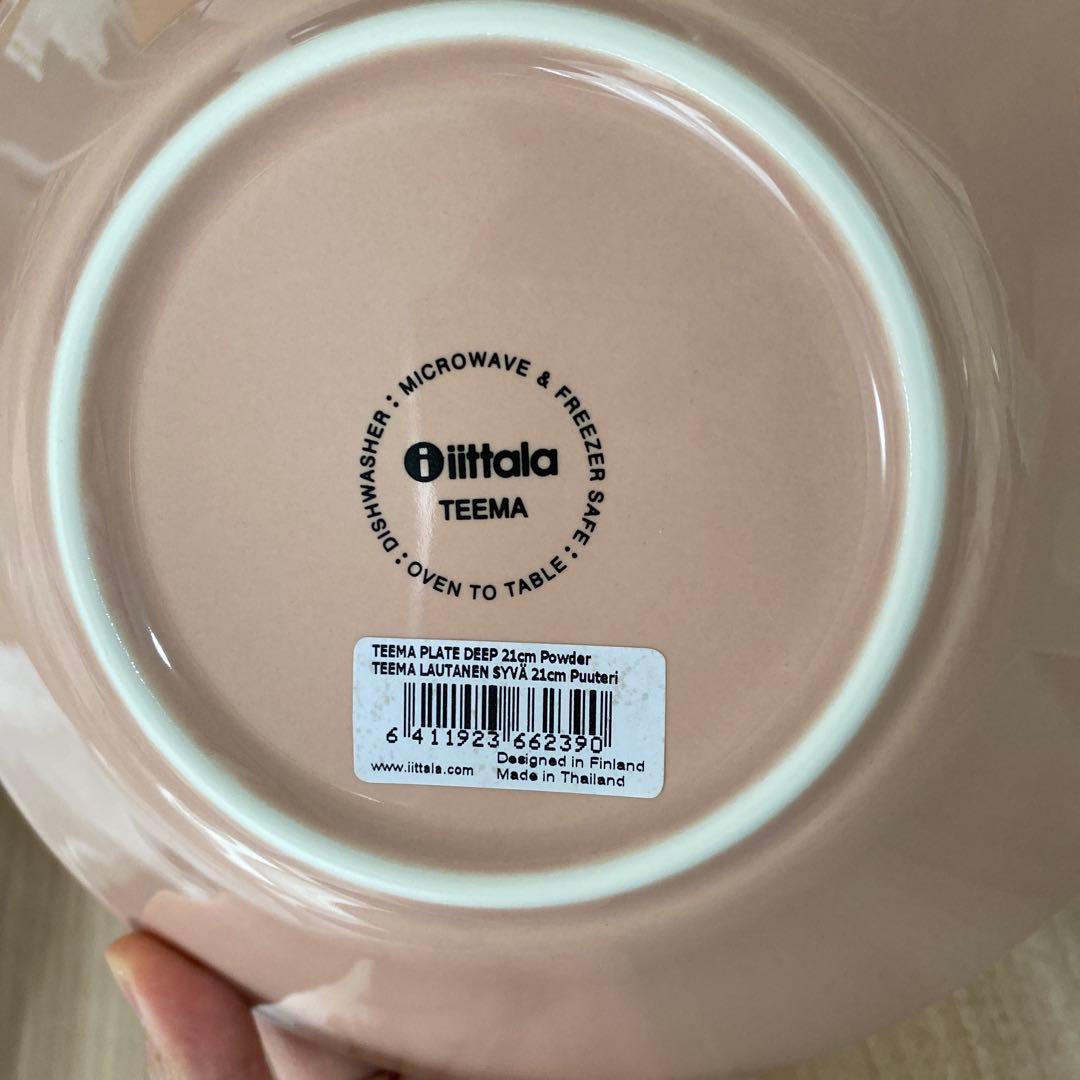 DISHWASHER : MICROWAVE & FREEZER SAFE : OVEN TO TABLE :
iittala
TEEMA
TEEMA PLATE DEEP 21cm Powder
TEEMA LAUTANEN SYVÄ 21cm Puuteri
6 411923 662390
Designed in Finland
www.iittala.com Made in Thailand